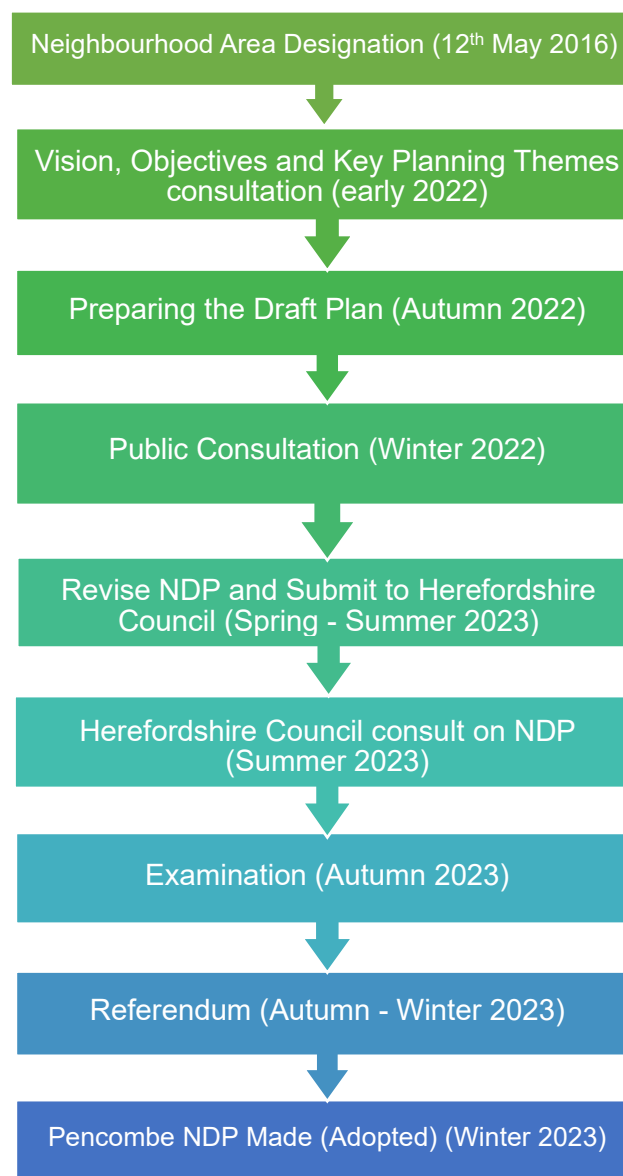 Neighbourhood Area Designation (12th May 2016)
Vision, Objectives and Key Planning Themes
consultation (early 2022)
Preparing the Draft Plan (Autumn 2022)
Public Consultation (Winter 2022)
Revise NDP and Submit to Herefordshire
Council (Spring - Summer 2023)
Herefordshire Council consult on NDP
(Summer 2023)
Examination (Autumn 2023)
Referendum (Autumn - Winter 2023)
Pencombe NDP Made (Adopted) (Winter 2023)